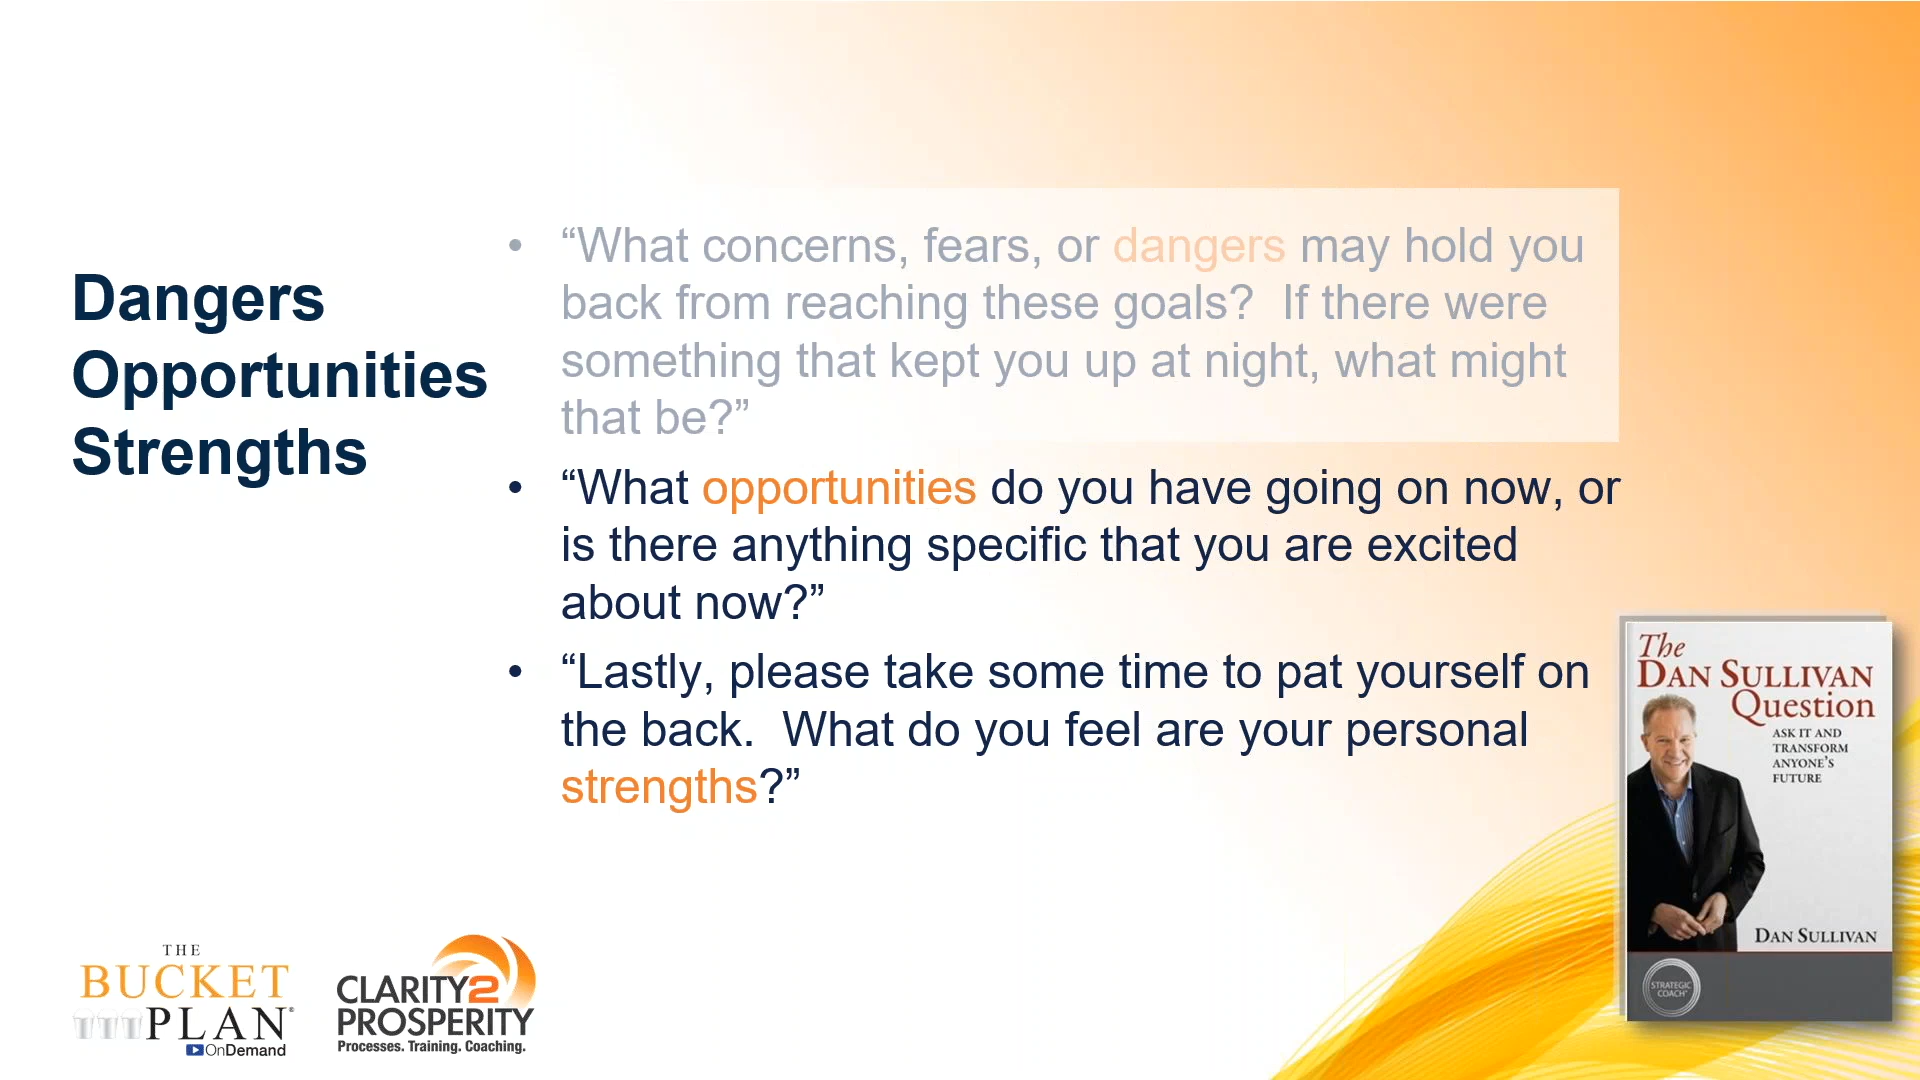 Dangers
Opportunities
Strengths
• “What concerns, fears, or dangers may hold you
back from reaching these goals?  If there were
something that kept you up at night, what might
that be?”
• “What opportunities do you have going on now, or
is there anything specific that you are excited
about now?”
• “Lastly, please take some time to pat yourself on
the back.  What do you feel are your personal
strengths?”
The
DAN SULLIVAN
Question
ASK IT AND
TRANSFORM
ANYONE'S
FUTURE
DAN SULLIVAN
STRATEGIC
COACH
THE
BUCKET
PLAN®
OnDemand
CLARITY2
PROSPERITY
Processes. Training. Coaching.